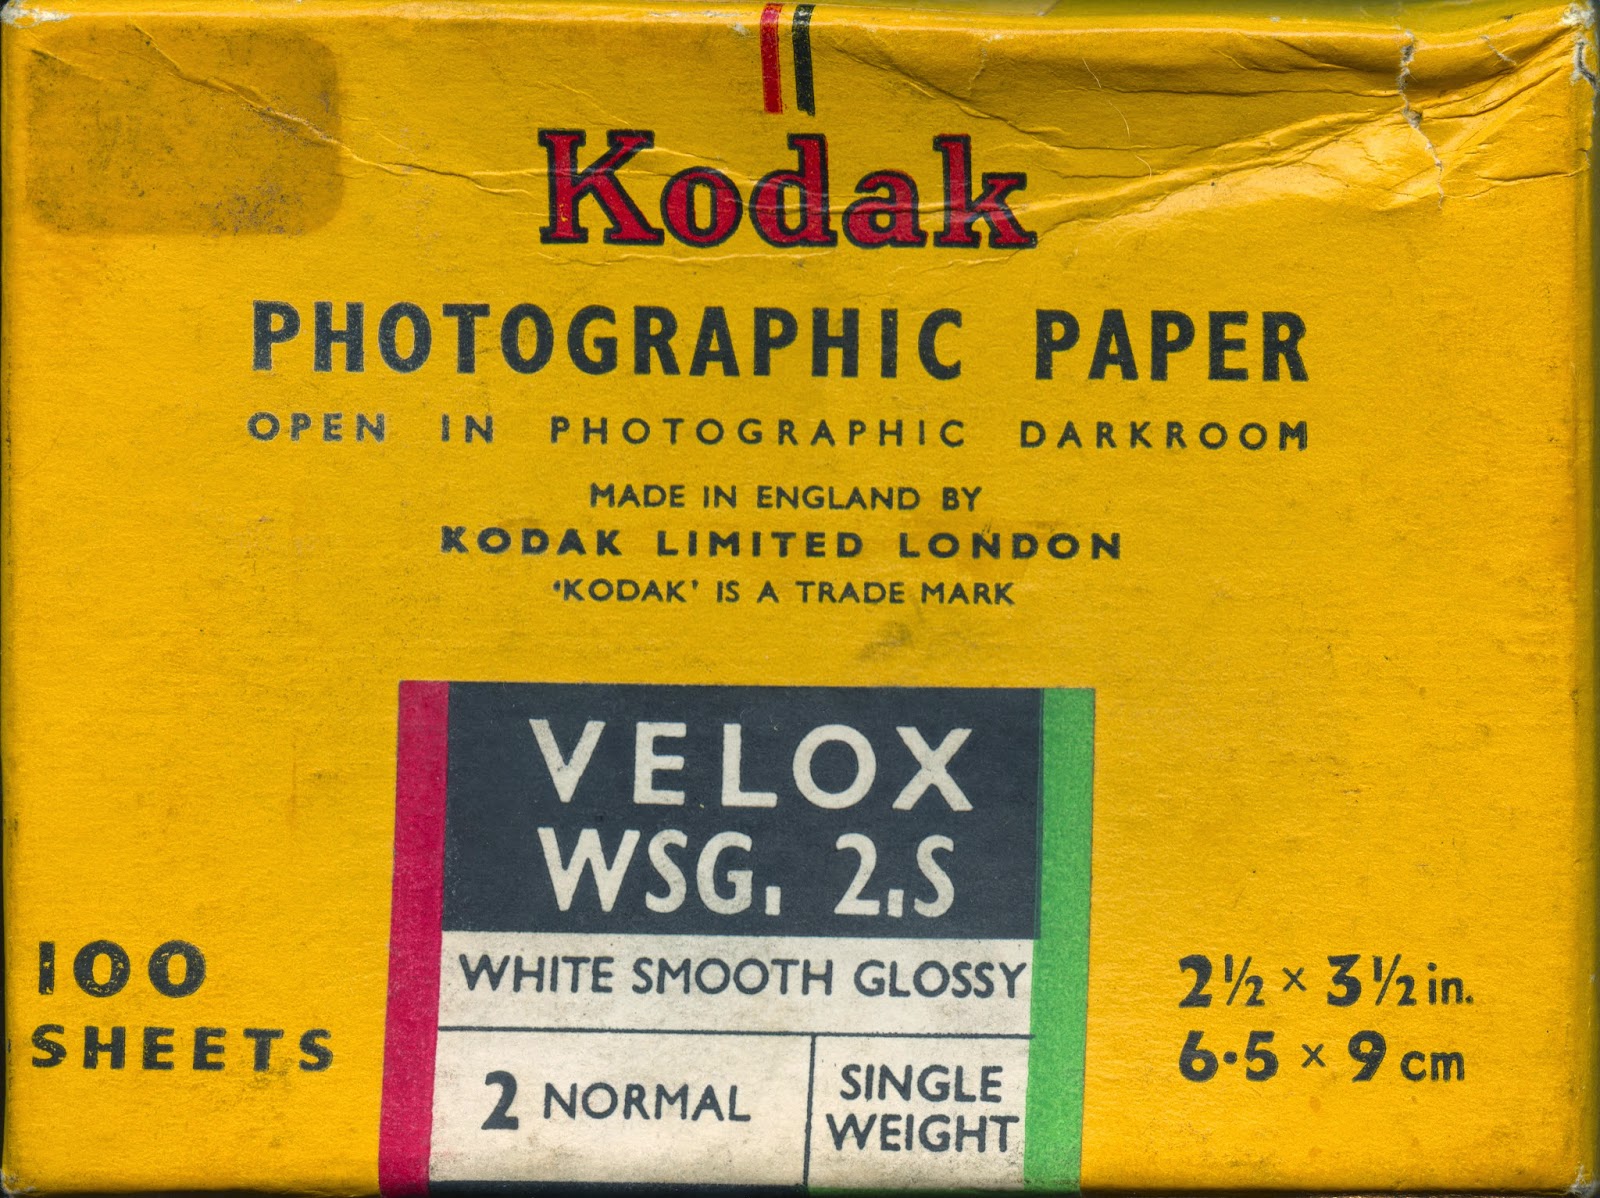 Kodak
PHOTOGRAPHIC PAPER
OPEN IN PHOTOGRAPHIC DARKROOM
MADE IN ENGLAND BY
KODAK LIMITED LONDON
'KODAK' IS A TRADE MARK
VELOX
WSG. 2.S
WHITE SMOOTH GLOSSY
2 NORMAL
SINGLE
WEIGHT
100
SHEETS
2½ × 3½ in.
6·5 × 9 cm